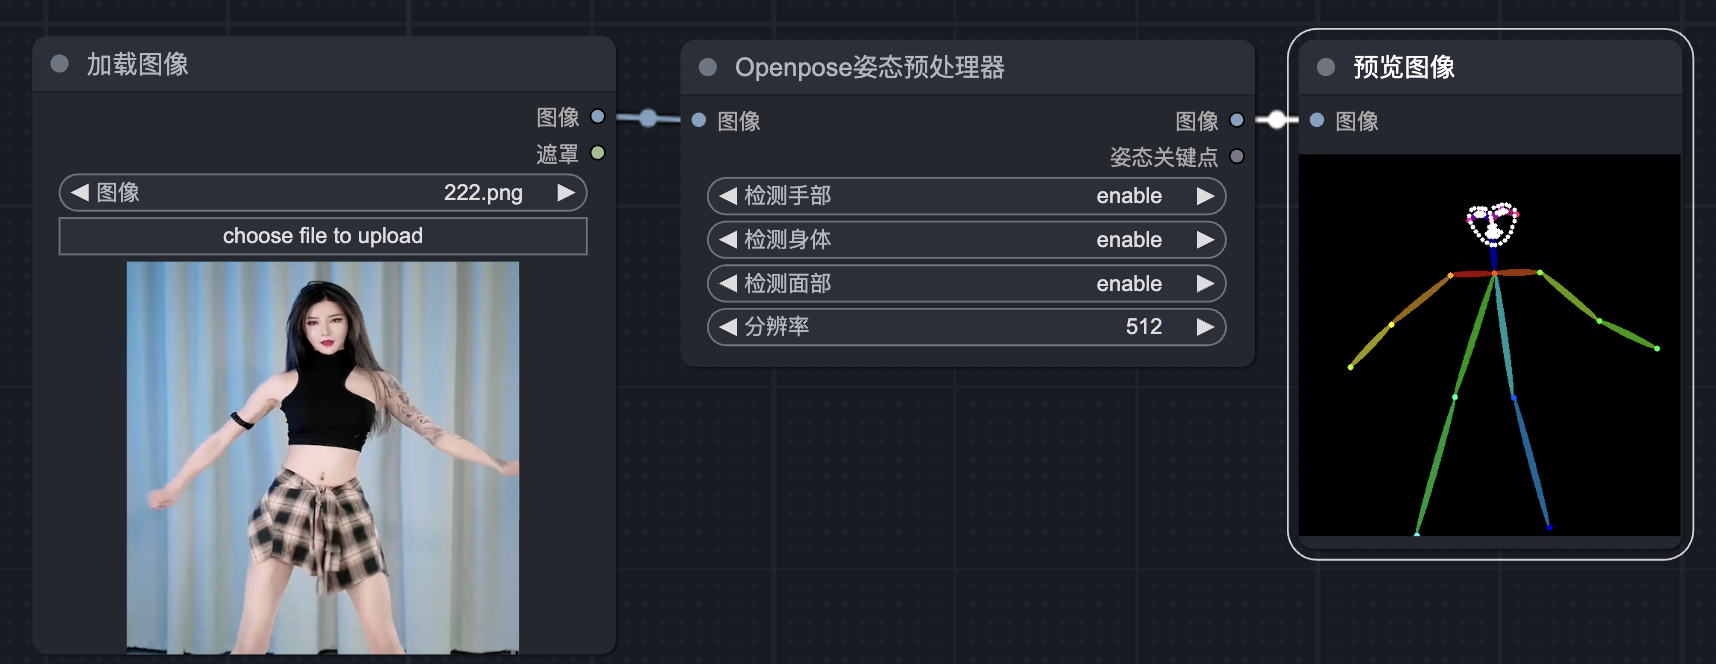 加载图像
图像
遮罩
图像 222.png
choose file to upload
Openpose姿态预处理器
图像 图像
姿态关键点
检测手部 enable
检测身体 enable
检测面部 enable
分辨率 512
预览图像
图像